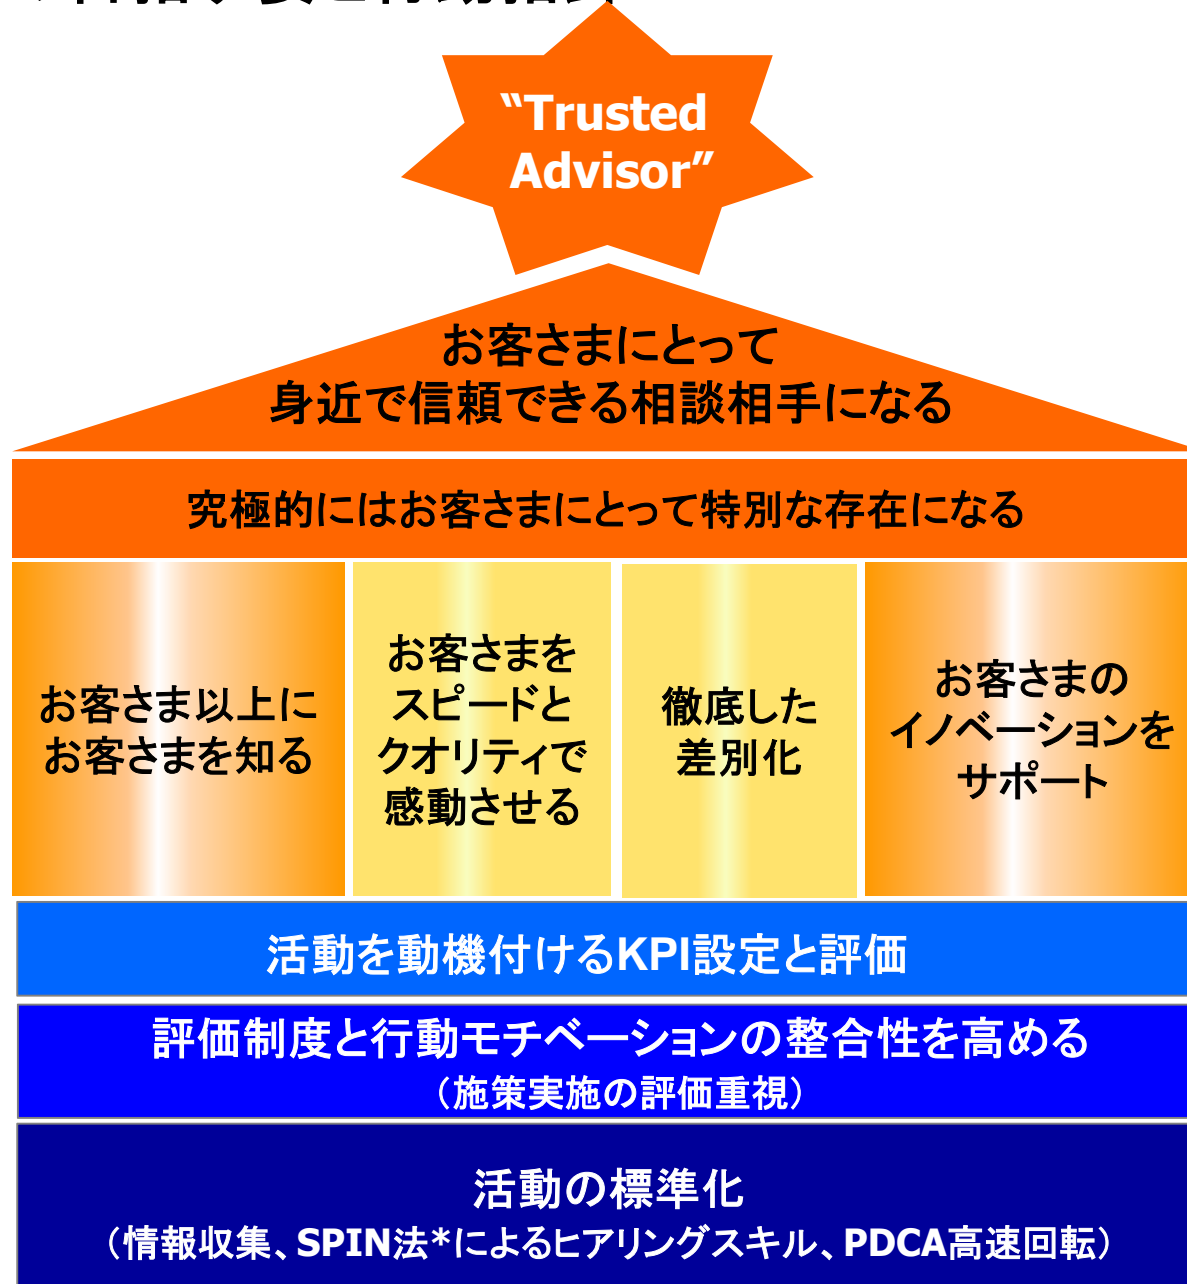 “Trusted
Advisor”
お客さまにとって
身近で信頼できる相談相手になる
究極的にはお客さまにとって特別な存在になる
お客さま以上に
お客さまを知る
お客さまを
スピードと
クオリティで
感動させる
徹底した
差別化
お客さまの
イノベーションを
サポート
活動を動機付けるKPI設定と評価
評価制度と行動モチベーションの整合性を高める
（施策実施の評価重視）
活動の標準化
（情報収集、SPIN法*によるヒアリングスキル、PDCA高速回転）